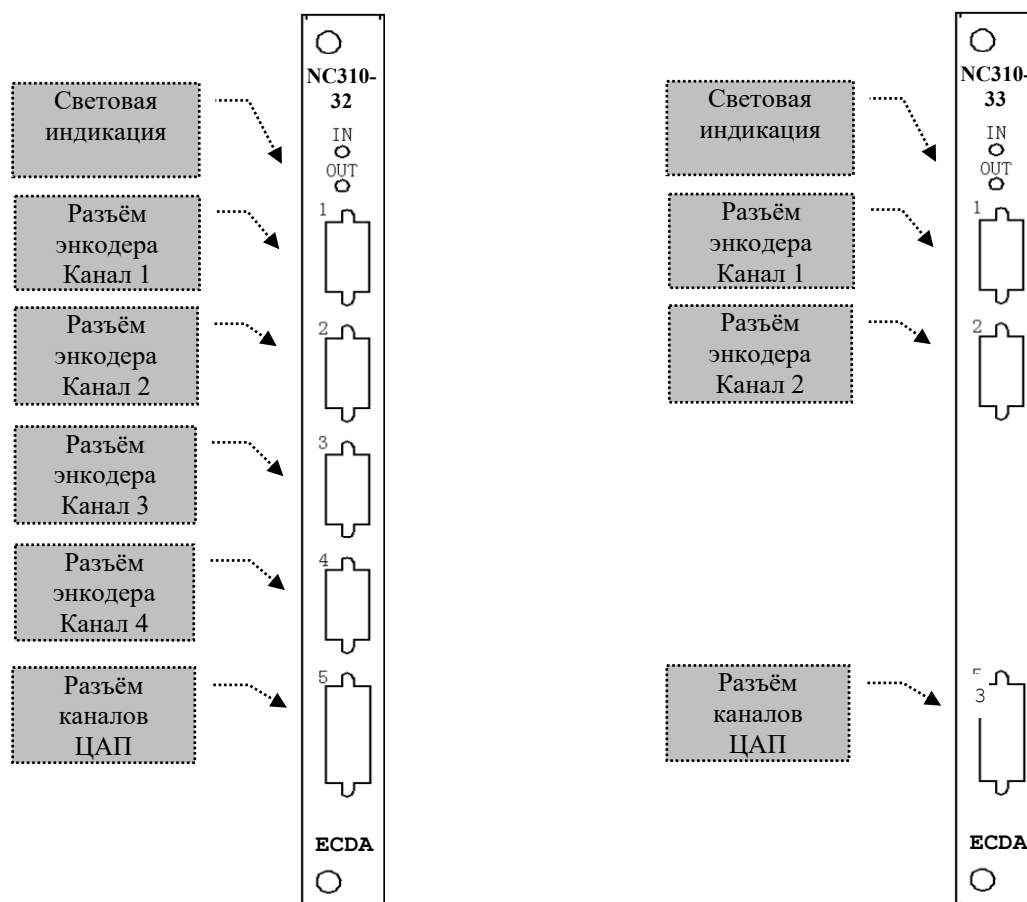 NC310-
32
Световая
индикация
IN
OUT
Разъём
энкодера
Канал 1
1
Разъём
энкодера
Канал 2
2
Разъём
энкодера
Канал 3
3
Разъём
энкодера
Канал 4
4
Разъём
каналов
ЦАП
5
ECDA
NC310-
33
Световая
индикация
IN
OUT
Разъём
энкодера
Канал 1
1
Разъём
энкодера
Канал 2
2
Разъём
каналов
ЦАП
3
ECDA